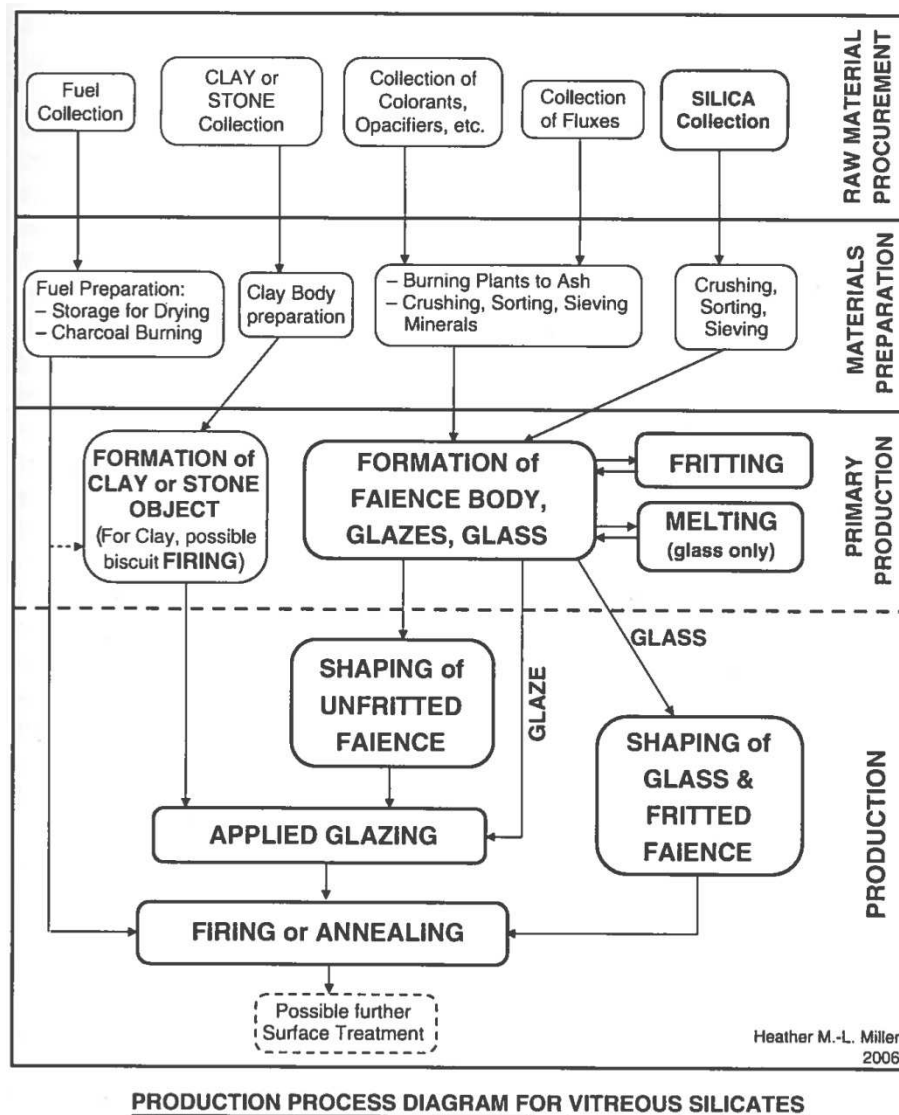 Fuel
Collection
CLAY or
STONE
Collection
Collection of
Colorants,
Opacifiers, etc.
Collection
of Fluxes
SILICA
Collection
RAW MATERIAL
PROCUREMENT
Fuel Preparation:
– Storage for Drying
– Charcoal Burning
Clay Body
preparation
– Burning Plants to Ash
– Crushing, Sorting, Sieving
Minerals
Crushing,
Sorting,
Sieving
MATERIALS
PREPARATION
FORMATION of
CLAY or STONE
OBJECT
(For Clay, possible
biscuit FIRING)
FORMATION of
FAIENCE BODY,
GLAZES, GLASS
FRITTING
MELTING
(glass only)
PRIMARY
PRODUCTION
SHAPING of
UNFRITTED
FAIENCE
GLAZE
GLASS
SHAPING of
GLASS &
FRITTED
FAIENCE
APPLIED GLAZING
FIRING or ANNEALING
Possible further
Surface Treatment
PRODUCTION
Heather M.-L. Miller
2006
PRODUCTION PROCESS DIAGRAM FOR VITREOUS SILICATES